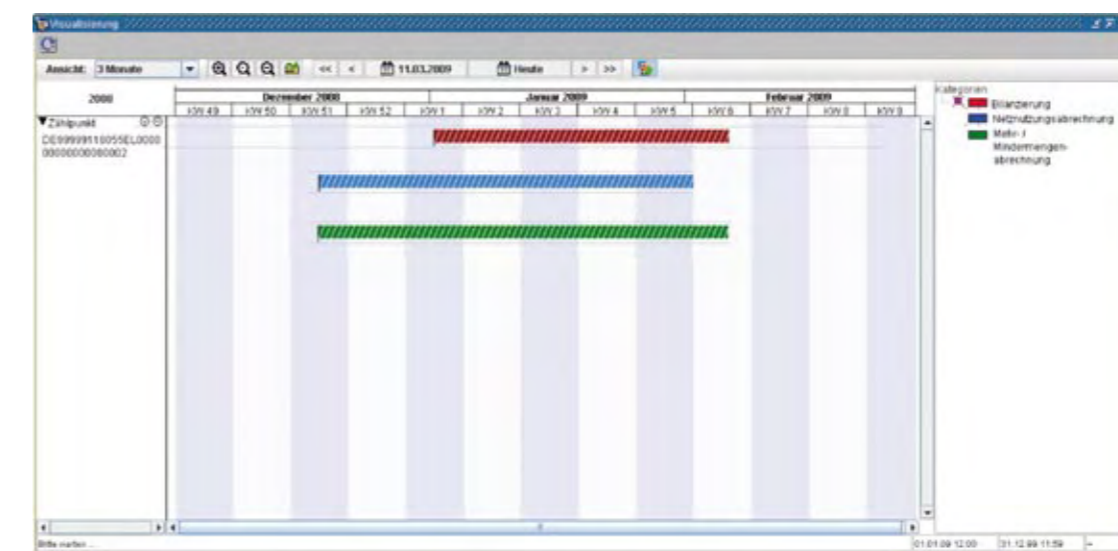 Visualisierung
Ansicht: 3 Monate << < 11.03.2009 Heute > >>
2008 Dezember 2008 Januar 2009 Februar 2009
KW 49 KW 50 KW 51 KW 52 KW 1 KW 2 KW 3 KW 4 KW 5 KW 6 KW 7 KW 8 KW 9
Zählpunkt
Kategorien
Bilanzierung
Netznutzungsabrechnung
Mehr- /
Mindermengen-
abrechnung
Bitte warten ...
01.01.09 12:00 31.12.99 11:59 --